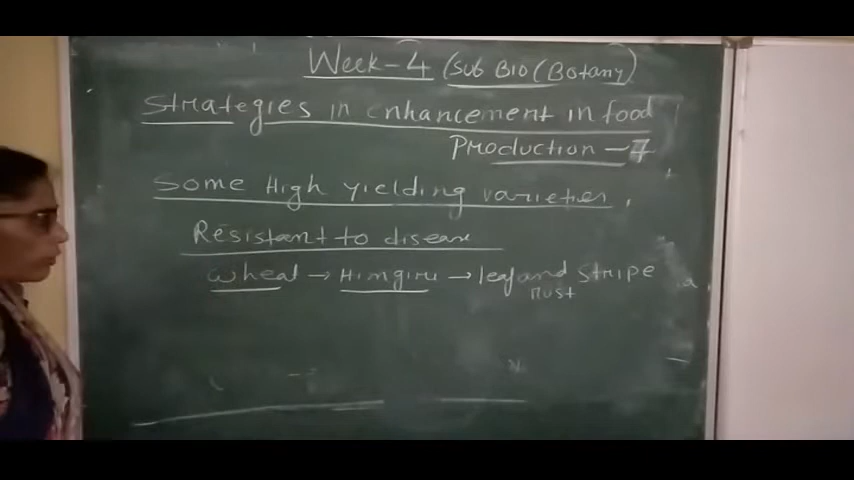 Week-4 (Sub Bio (Botany)
Strategies in enhancement in food
Production - 7
Some High yielding varieties,
Resistant to disease
Wheat → Himgiri → leaf and stripe
rust